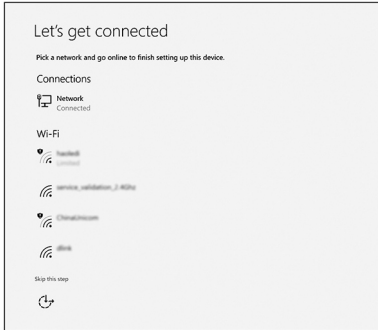 Let's get connected
Pick a network and go online to finish setting up this device.
Connections
Network
Connected
Wi-Fi
Limited
service_validation_2.4Ghz
ChinaUnicom
dlink
Skip this step